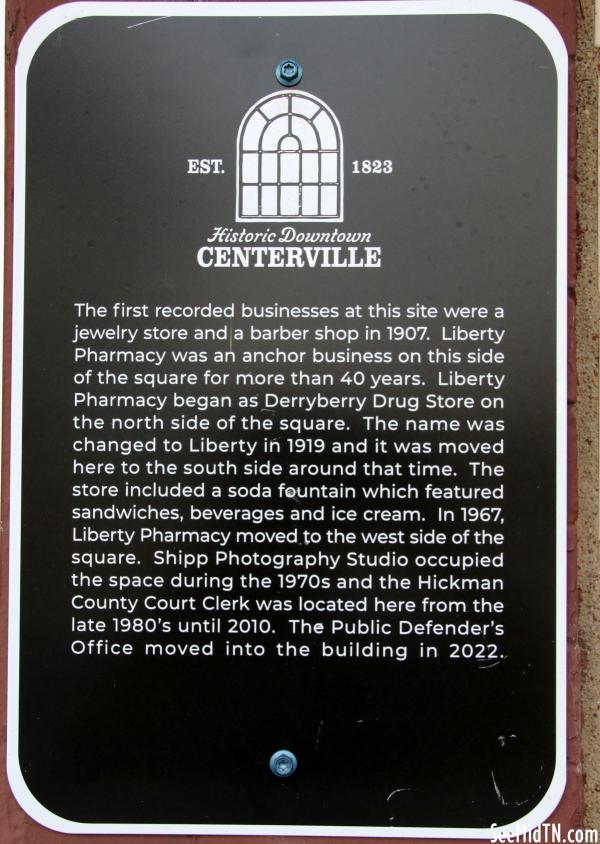 EST. 1823
Historic Downtown
CENTERVILLE
The first recorded businesses at this site were a
jewelry store and a barber shop in 1907. Liberty
Pharmacy was an anchor business on this side
of the square for more than 40 years. Liberty
Pharmacy began as Derryberry Drug Store on
the north side of the square. The name was
changed to Liberty in 1919 and it was moved
here to the south side around that time. The
store included a soda fountain which featured
sandwiches, beverages and ice cream. In 1967,
Liberty Pharmacy moved to the west side of the
square. Shipp Photography Studio occupied
the space during the 1970s and the Hickman
County Court Clerk was located here from the
late 1980's until 2010. The Public Defender's
Office moved into the building in 2022.
SeeMidTN.com